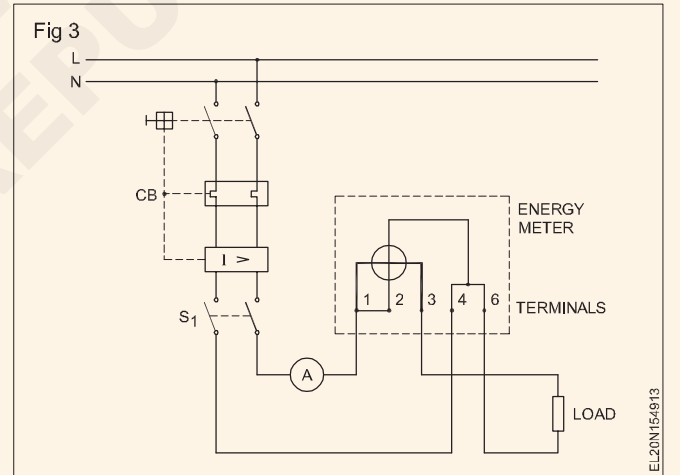 Fig 3
L
N
CB
I >
S1
A
ENERGY
METER
1 2 3 4 6
TERMINALS
LOAD
EL20N154913